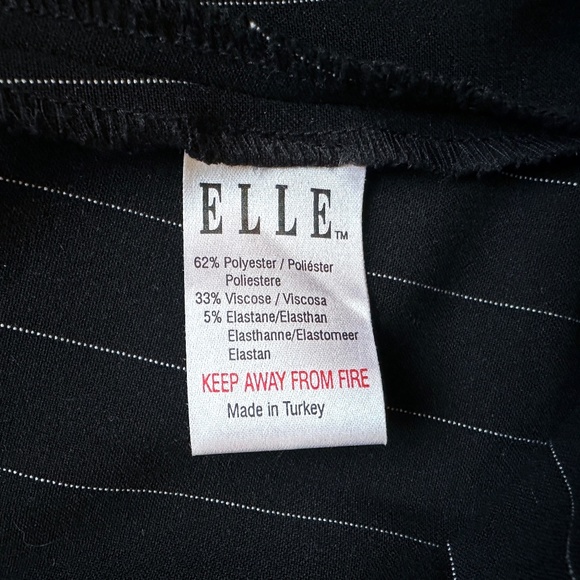 ELLE™
62% Polyester / Poliéster
Poliestere
33% Viscose / Viscosa
5% Elastane/Elasthan
Elasthanne/Elastomeer
Elastan
KEEP AWAY FROM FIRE
Made in Turkey